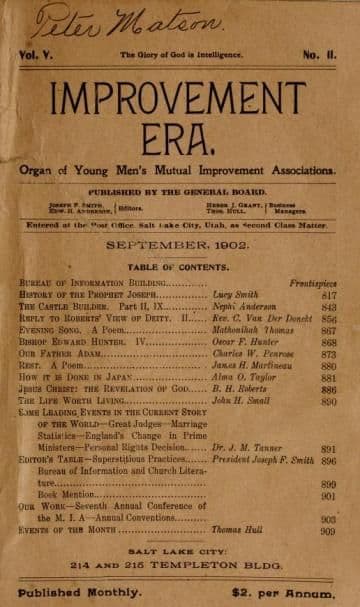 Peter Matson.
Vol. V. The Glory of God is Intelligence. No. 11.
IMPROVEMENT
ERA.
Organ of Young Men's Mutual Improvement Associations.
PUBLISHED BY THE GENERAL BOARD.
JOSEPH F. SMITH, EDW. H. ANDERSON, } Editors. HEBER J. GRANT, THOS. HULL, } Business Managers.
Entered at the Post Office, Salt Lake City, Utah, as Second Class Matter.
SEPTEMBER, 1902.
TABLE OF CONTENTS.
BUREAU OF INFORMATION BUILDING............ Frontispiece
HISTORY OF THE PROPHET JOSEPH............ Lucy Smith 817
THE CASTLE BUILDER. Part II, IX............ Nephi Anderson 843
REPLY TO ROBERTS' VIEW OF DEITY. II...... Rev. C. Van Der Donckt 856
EVENING SONG. A Poem............ Mathonihah Thomas 867
BISHOP EDWARD HUNTER. IV............ Oscar F. Hunter 868
OUR FATHER ADAM............ Charles W. Penrose 873
REST. A Poem............ James H. Martineau 880
HOW IT IS DONE IN JAPAN............ Alma O. Taylor 881
JESUS CHRIST: THE REVELATION OF GOD...... B. H. Roberts 886
THE LIFE WORTH LIVING............ John H. Small 890
SOME LEADING EVENTS IN THE CURRENT STORY
OF THE WORLD—Great Judges—Marriage
Statistics—England's Change in Prime
Ministers—Personal Rights Decision...... Dr. J. M. Tanner 891
EDITOR'S TABLE—Superstitious Practices...... President Joseph F. Smith 896
Bureau of Information and Church Litera-
ture............ 899
Book Mention............ 901
OUR WORK—Seventh Annual Conference of
the M. I. A.—Annual Conventions............ 903
EVENTS OF THE MONTH............ Thomas Hull 909
SALT LAKE CITY:
214 AND 215 TEMPLETON BLDG.
Published Monthly. $2. per Annum.